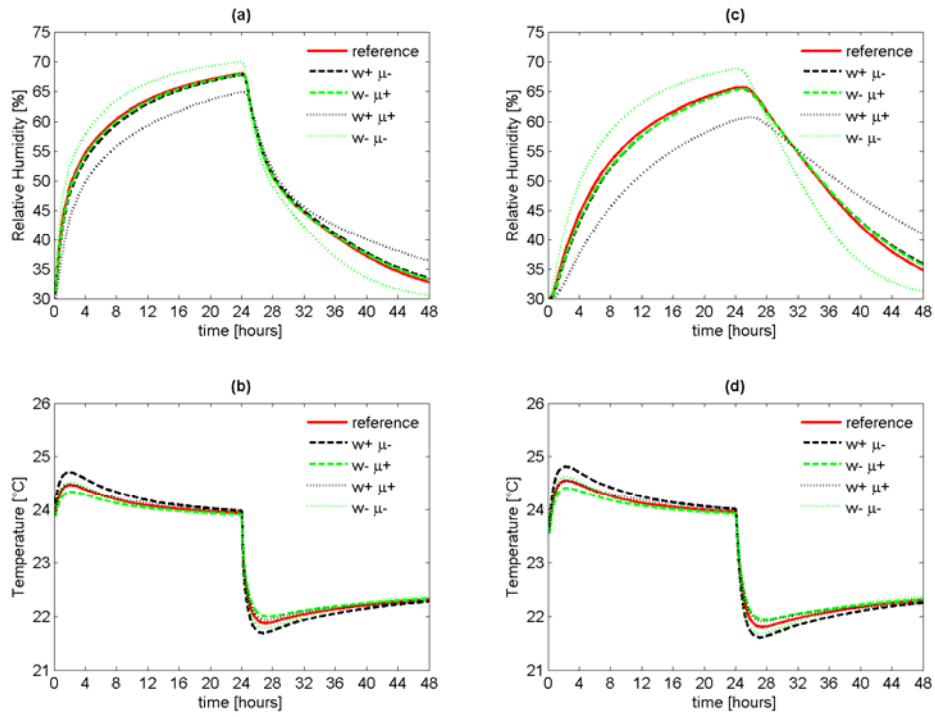 (a)
Relative Humidity [%]
75
70
65
60
55
50
45
40
35
30
0 4 8 12 16 20 24 28 32 36 40 44 48
time [hours]
reference
w+ μ-
w- μ+
w+ μ+
w- μ-
(c)
Relative Humidity [%]
75
70
65
60
55
50
45
40
35
30
0 4 8 12 16 20 24 28 32 36 40 44 48
time [hours]
reference
w+ μ-
w- μ+
w+ μ+
w- μ-
(b)
Temperature [°C]
26
25
24
23
22
21
0 4 8 12 16 20 24 28 32 36 40 44 48
time [hours]
reference
w+ μ-
w- μ+
w+ μ+
w- μ-
(d)
Temperature [°C]
26
25
24
23
22
21
0 4 8 12 16 20 24 28 32 36 40 44 48
time [hours]
reference
w+ μ-
w- μ+
w+ μ+
w- μ-